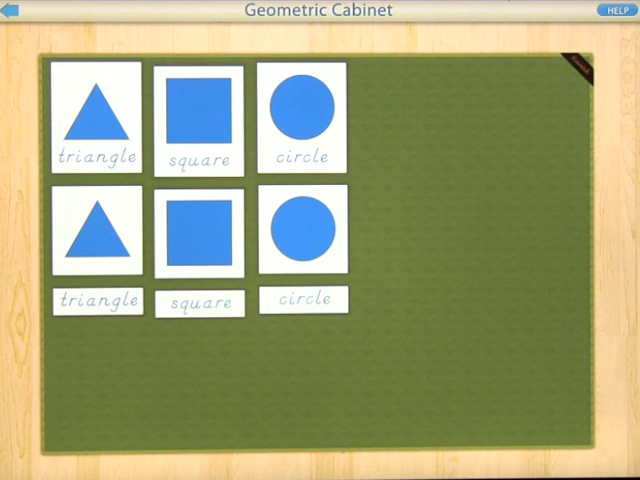 Geometric Cabinet
HELP
triangle
square
circle
triangle
square
circle